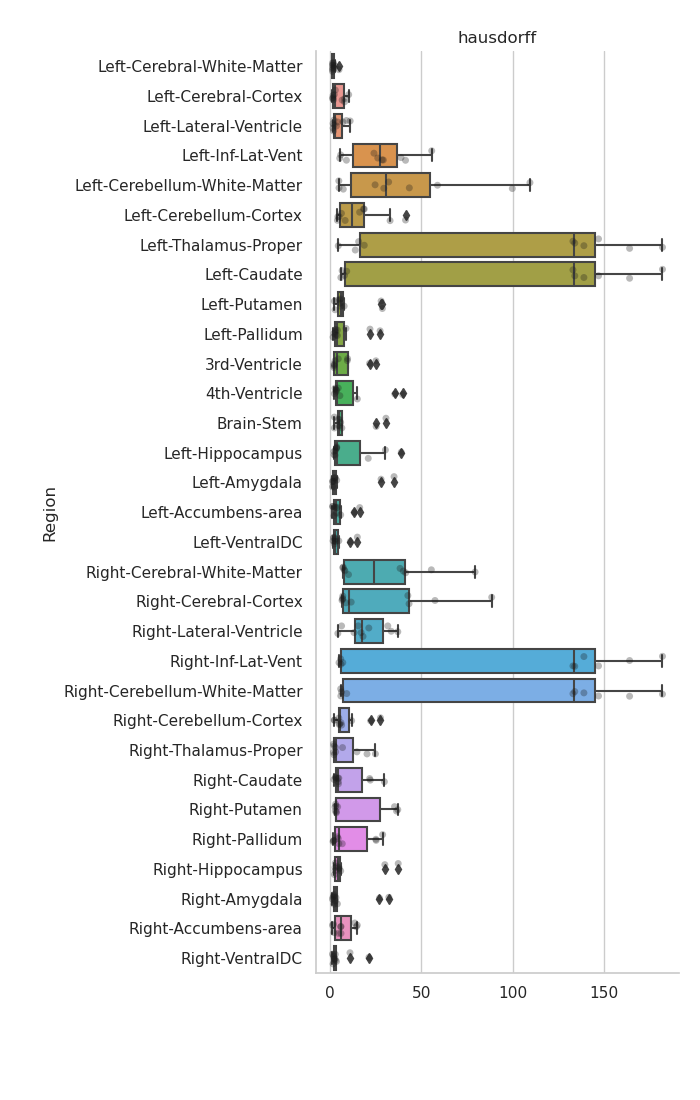 hausdorff
Left-Cerebral-White-Matter
Left-Cerebral-Cortex
Left-Lateral-Ventricle
Left-Inf-Lat-Vent
Left-Cerebellum-White-Matter
Left-Cerebellum-Cortex
Left-Thalamus-Proper
Left-Caudate
Left-Putamen
Left-Pallidum
3rd-Ventricle
4th-Ventricle
Brain-Stem
Left-Hippocampus
Left-Amygdala
Left-Accumbens-area
Left-VentralDC
Right-Cerebral-White-Matter
Right-Cerebral-Cortex
Right-Lateral-Ventricle
Right-Inf-Lat-Vent
Right-Cerebellum-White-Matter
Right-Cerebellum-Cortex
Right-Thalamus-Proper
Right-Caudate
Right-Putamen
Right-Pallidum
Right-Hippocampus
Right-Amygdala
Right-Accumbens-area
Right-VentralDC
Region
0 50 100 150